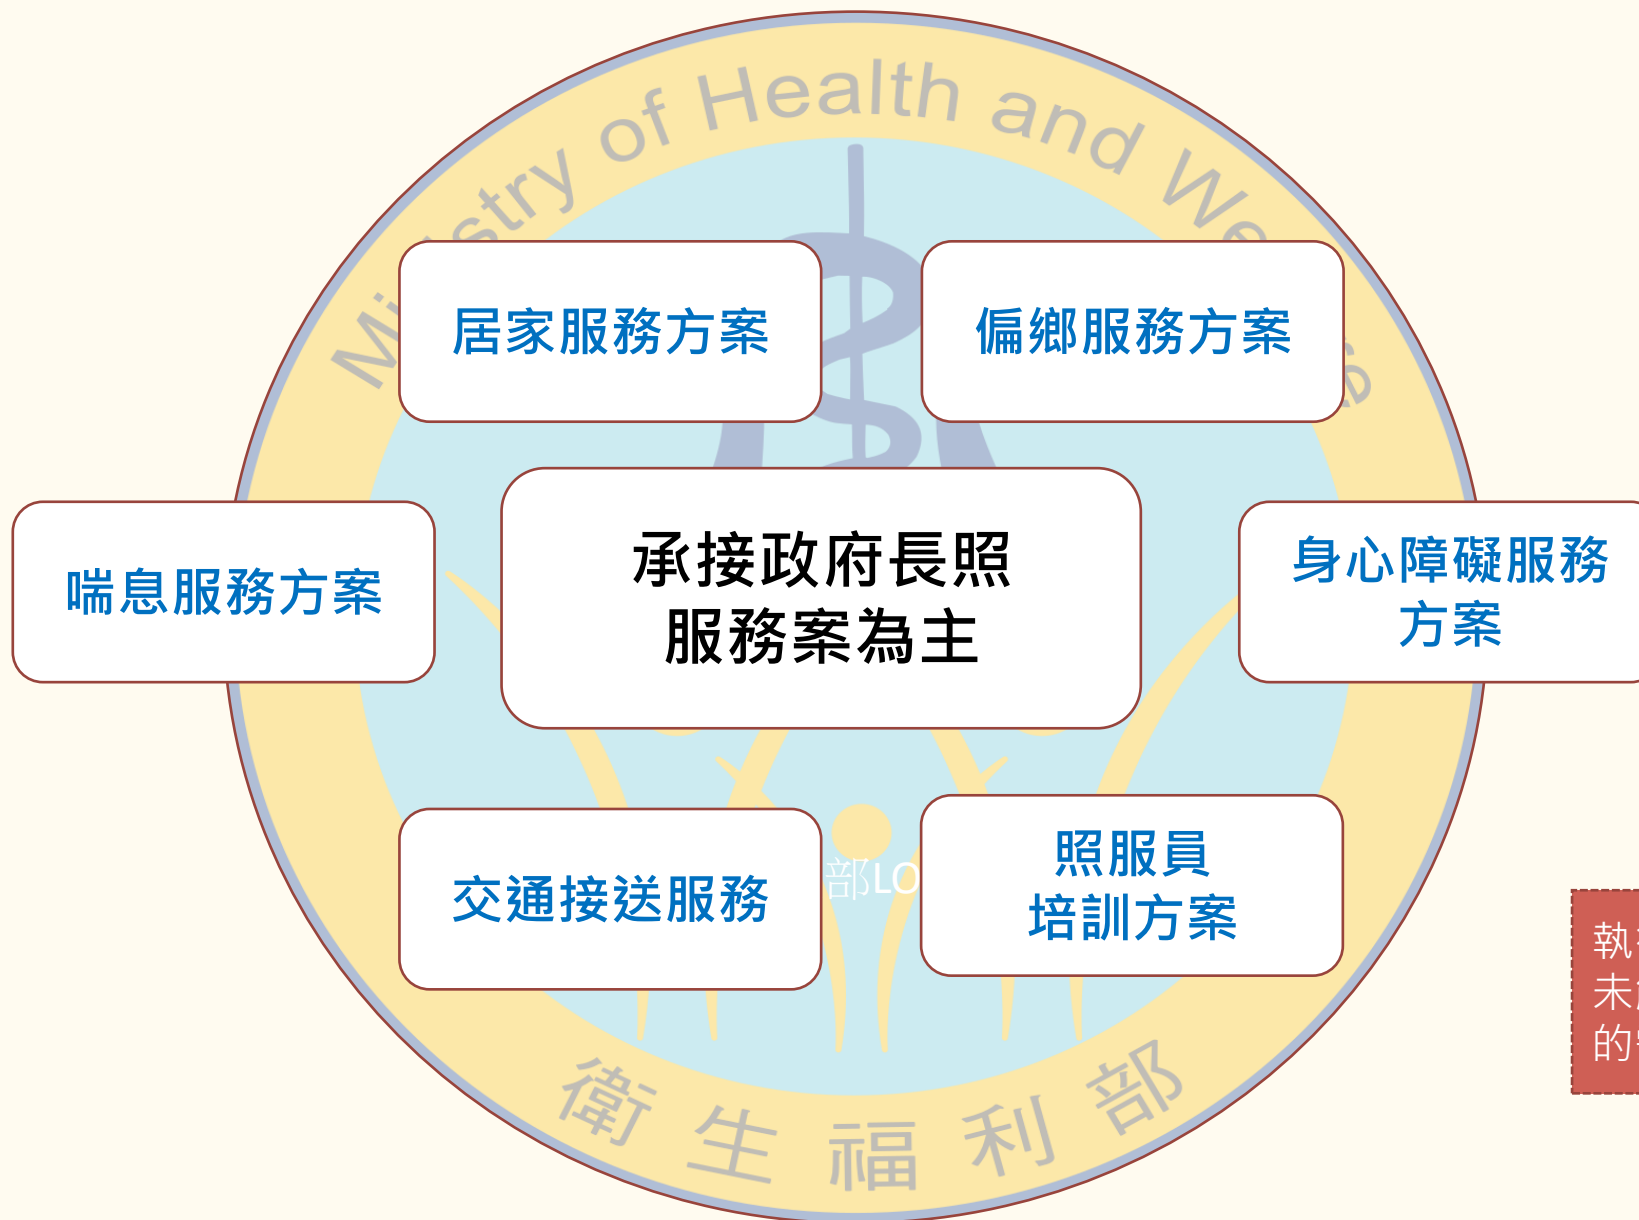 Ministry of Health and We
居家服務方案
偏鄉服務方案
承接政府長照
服務案為主
喘息服務方案
身心障礙服務
方案
交通接送服務
部LO
照服員
培訓方案
執
未
的
衛生福利部